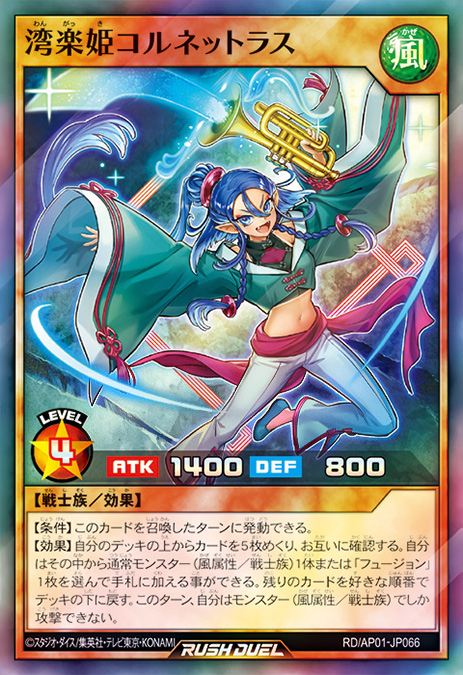 わんがっき
湾楽姫コルネットラス
かぜ
風
LEVEL
4
ATK 1400 DEF 800
【戦士族／効果】
【条件】このカードを召喚したターンに発動できる。
【効果】自分のデッキの上からカードを5枚めくり、お互いに確認する。自分
はその中から通常モンスター（風属性／戦士族）1体または「フュージョン」
1枚を選んで手札に加える事ができる。残りのカードを好きな順番で
デッキの下に戻す。このターン、自分はモンスター（風属性／戦士族）でしか
攻撃できない。
©スタジオ・ダイス/集英社・テレビ東京・KONAMI RUSH DUEL RD/AP01-JP066